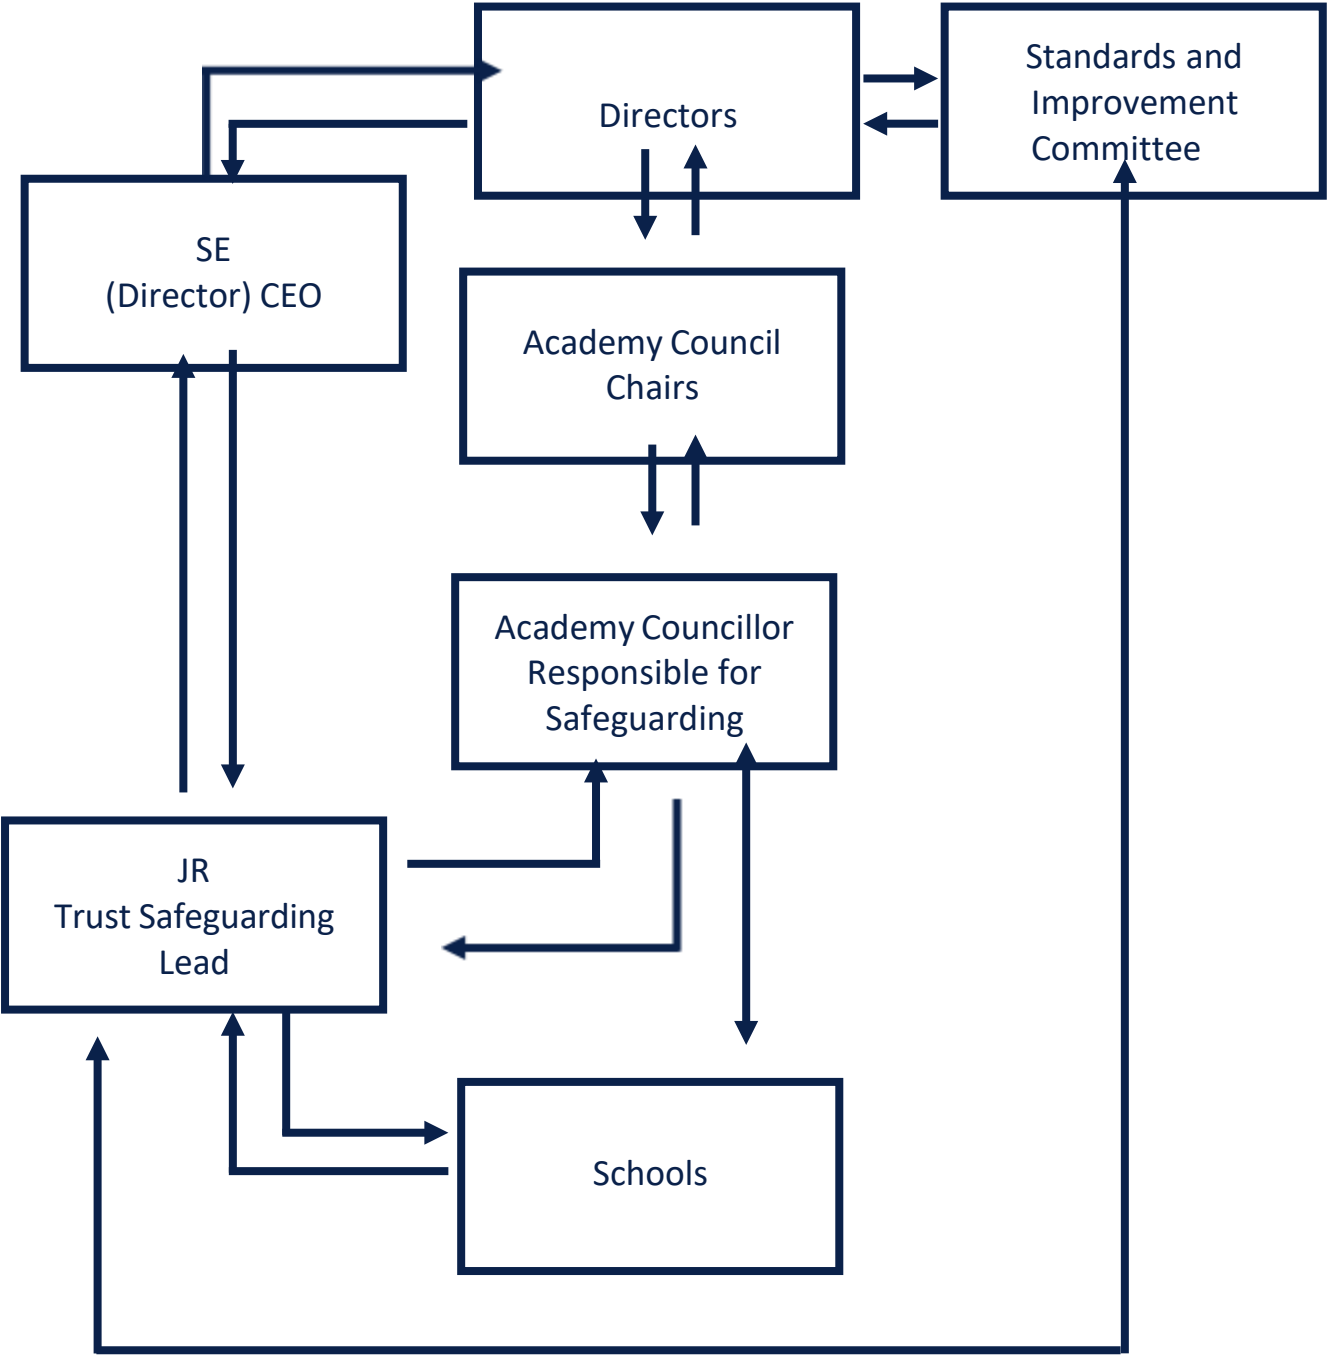 Directors
Standards and
Improvement
Committee
SE
(Director) CEO
Academy Council
Chairs
Academy Councillor
Responsible for
Safeguarding
JR
Trust Safeguarding
Lead
Schools